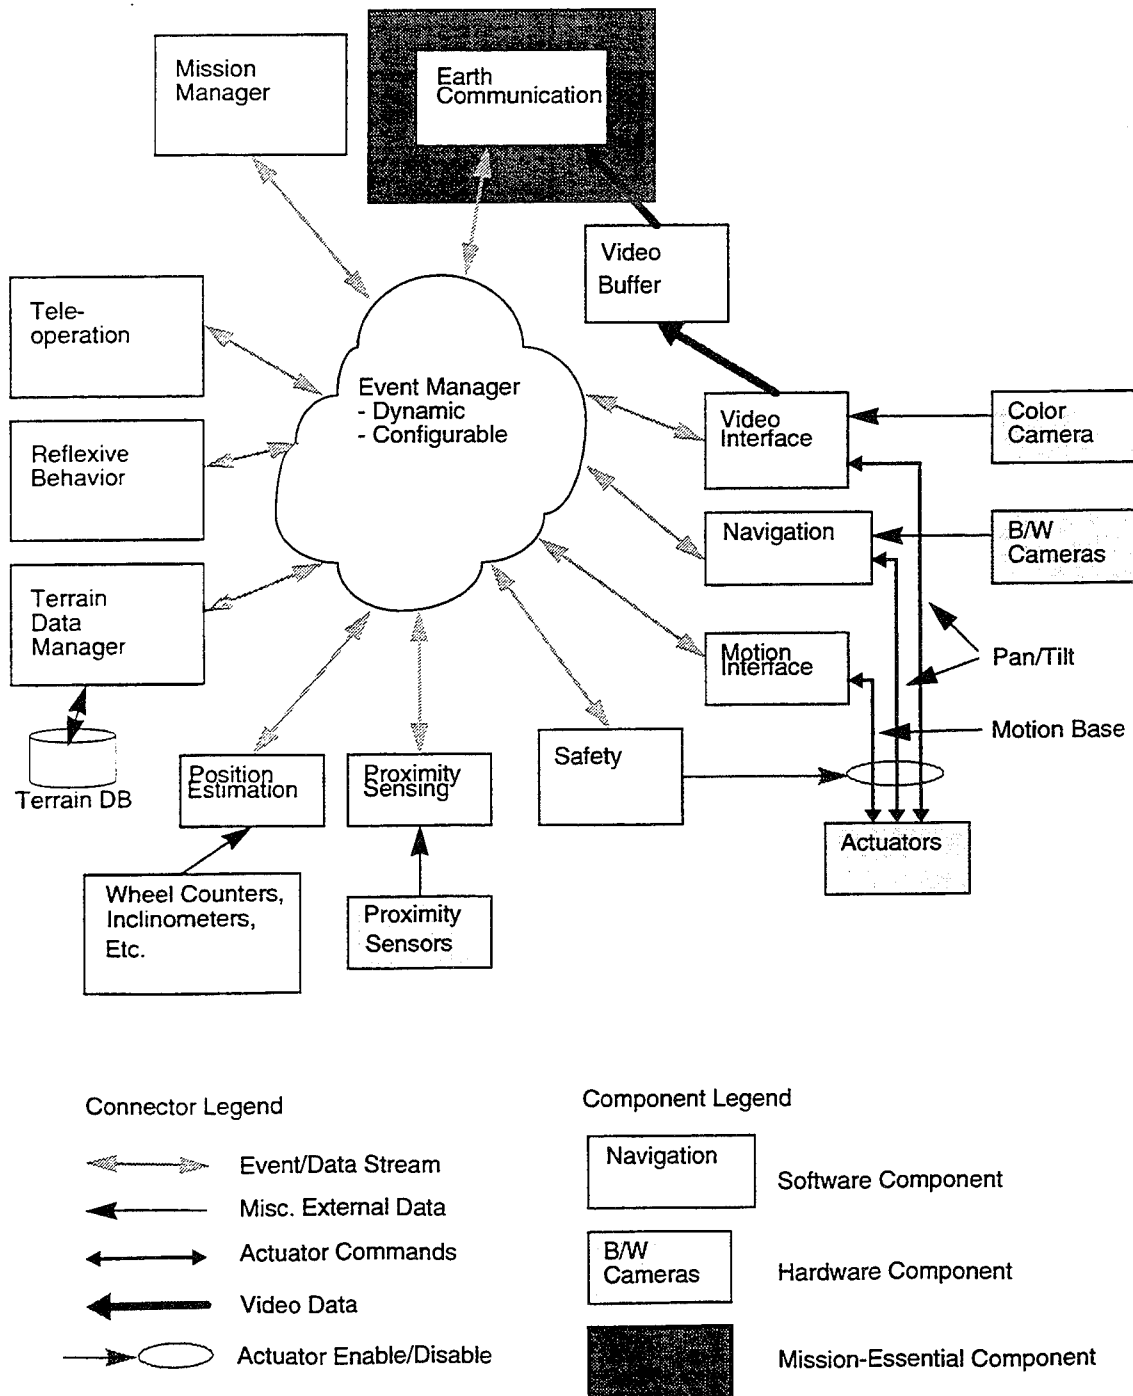 Mission
Manager
Earth
Communication
Video
Buffer
Tele-
operation
Event Manager
- Dynamic
- Configurable
Video
Interface
Color
Camera
Reflexive
Behavior
Navigation
B/W
Cameras
Terrain
Data
Manager
Motion
Interface
Pan/Tilt
Motion Base
Terrain DB
Position
Estimation
Proximity
Sensing
Safety
Actuators
Wheel Counters,
Inclinometers,
Etc.
Proximity
Sensors
Connector Legend
Event/Data Stream
Misc. External Data
Actuator Commands
Video Data
Actuator Enable/Disable
Component Legend
Navigation
Software Component
B/W
Cameras
Hardware Component
Mission-Essential Component